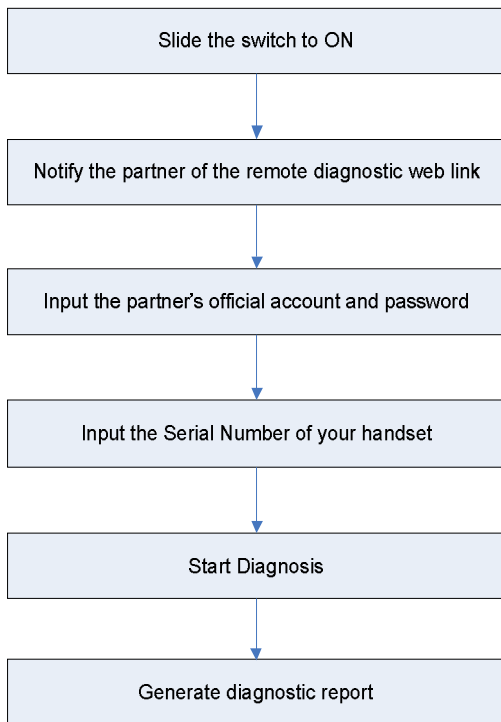 Slide the switch to ON
Notify the partner of the remote diagnostic web link
Input the partner's official account and password
Input the Serial Number of your handset
Start Diagnosis
Generate diagnostic report